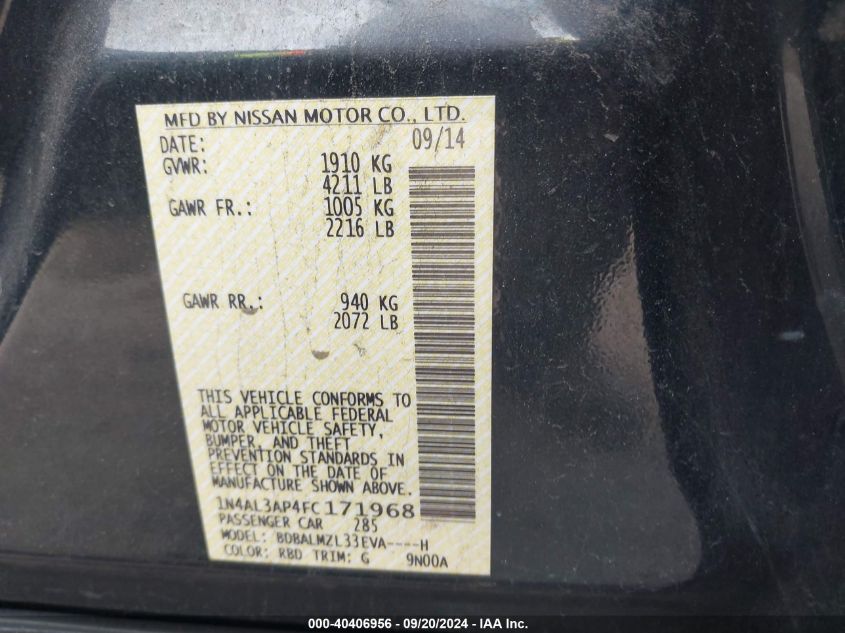 MFD BY NISSAN MOTOR CO., LTD.
DATE: 09/14
GVWR: 1910 KG
4211 LB
GAWR FR.: 1005 KG
2216 LB
GAWR RR.: 940 KG
2072 LB
THIS VEHICLE CONFORMS TO
ALL APPLICABLE FEDERAL
MOTOR VEHICLE SAFETY,
BUMPER, AND THEFT
PREVENTION STANDARDS IN
EFFECT ON THE DATE OF
MANUFACTURE SHOWN ABOVE.
1N4AL3AP4FC171968
PASSENGER CAR 285
MODEL: BDBALMZL33EVA----H
COLOR: RBD TRIM: G 9N00A
000-40406956 - 09/20/2024 - IAA Inc.